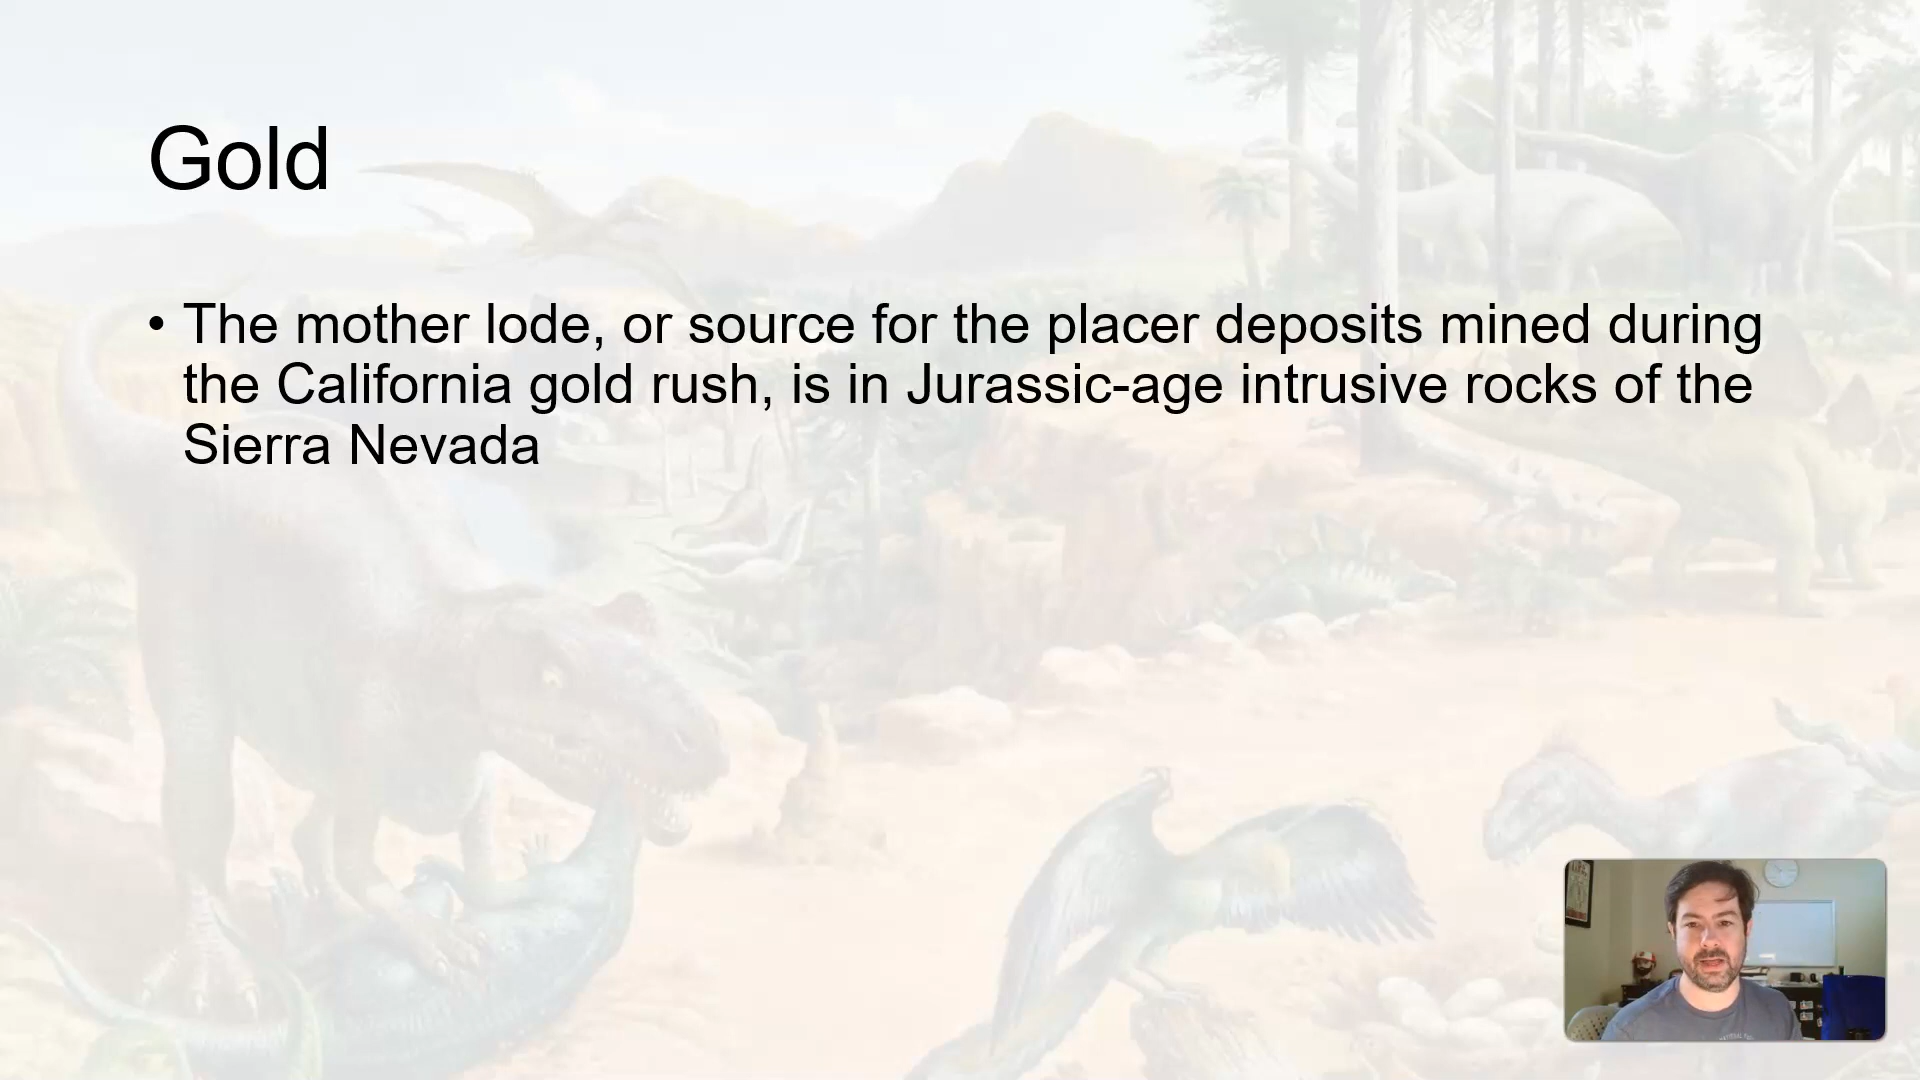 Gold
• The mother lode, or source for the placer deposits mined during
the California gold rush, is in Jurassic-age intrusive rocks of the
Sierra Nevada